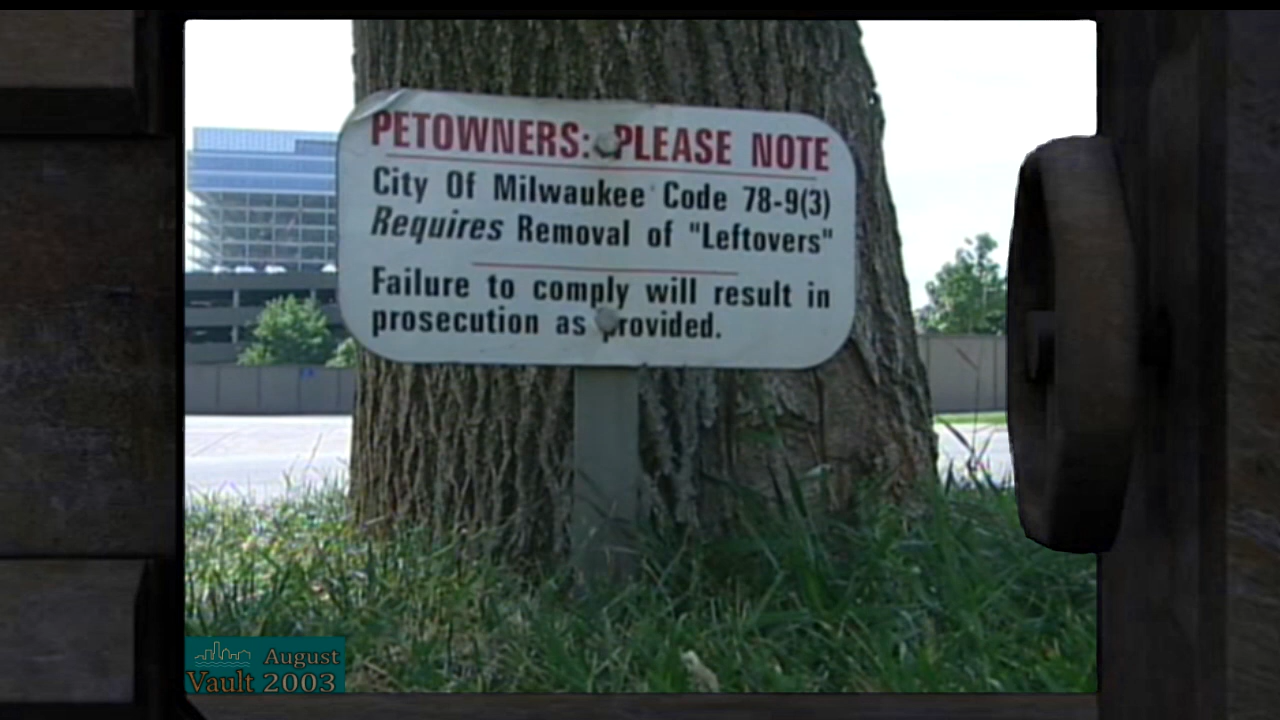 PETOWNERS: PLEASE NOTE
City Of Milwaukee Code 78-9(3)
Requires Removal of "Leftovers"
Failure to comply will result in
prosecution as provided.
August
Vault 2003